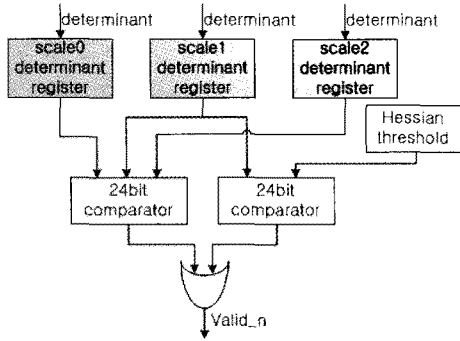 determinant
determinant
determinant
scale0
determinant
register
scale1
determinant
register
scale2
determinant
register
Hessian
threshold
24bit
comparator
24bit
comparator
Valid_n